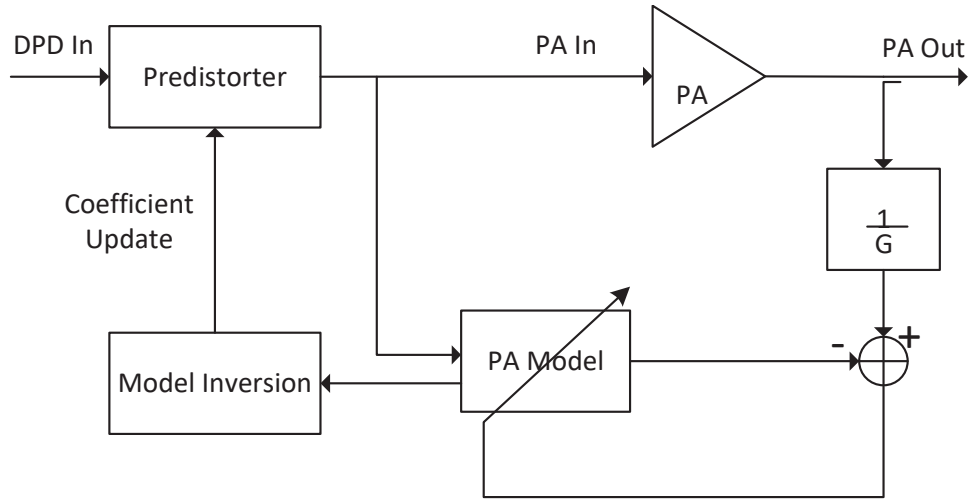 DPD In
PA In
PA Out
Predistorter
PA
Coefficient
Update
1
G
-
+
PA Model
Model Inversion